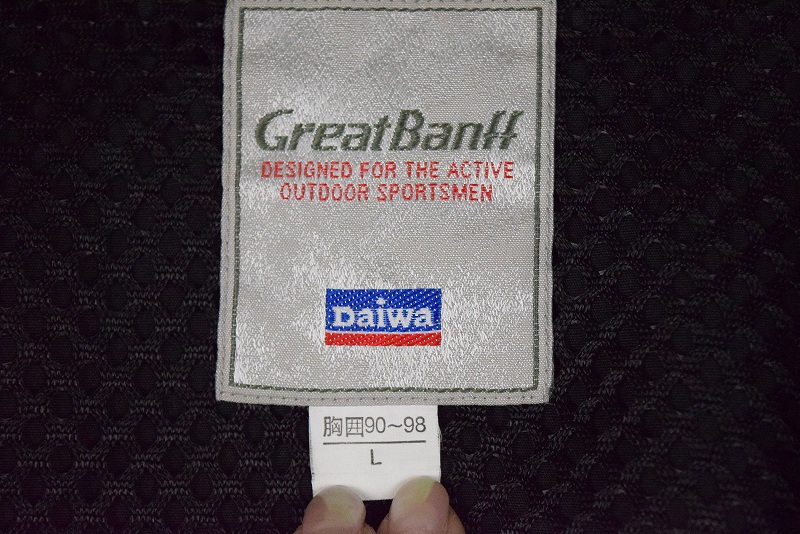 GreatBanff
DESIGNED FOR THE ACTIVE
OUTDOOR SPORTSMEN
Daiwa
胸囲90~98
L